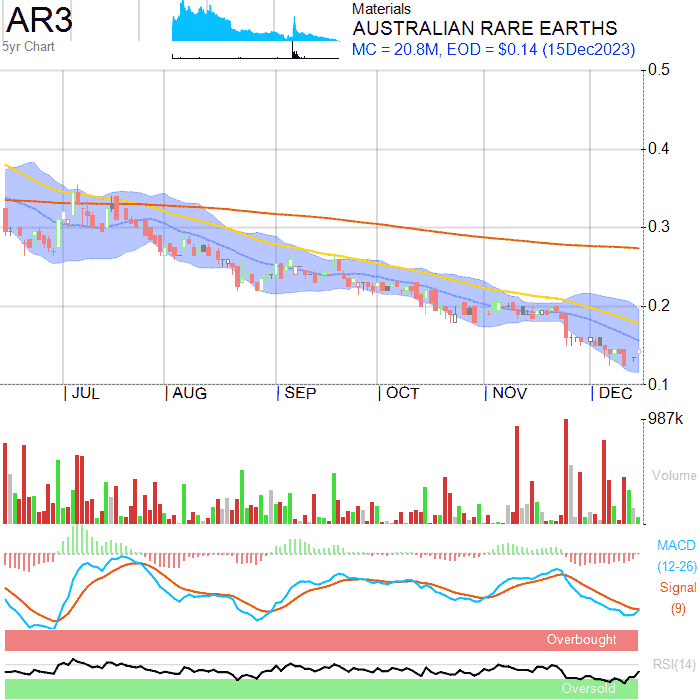 AR3
5yr Chart
Materials
AUSTRALIAN RARE EARTHS
MC = 20.8M, EOD = $0.14 (15Dec2023)
0.5
0.4
0.3
0.2
0.1
JUL AUG SEP OCT NOV DEC
987k
Volume
MACD
(12-26)
Signal
(9)
Overbought
RSI(14)
Oversold